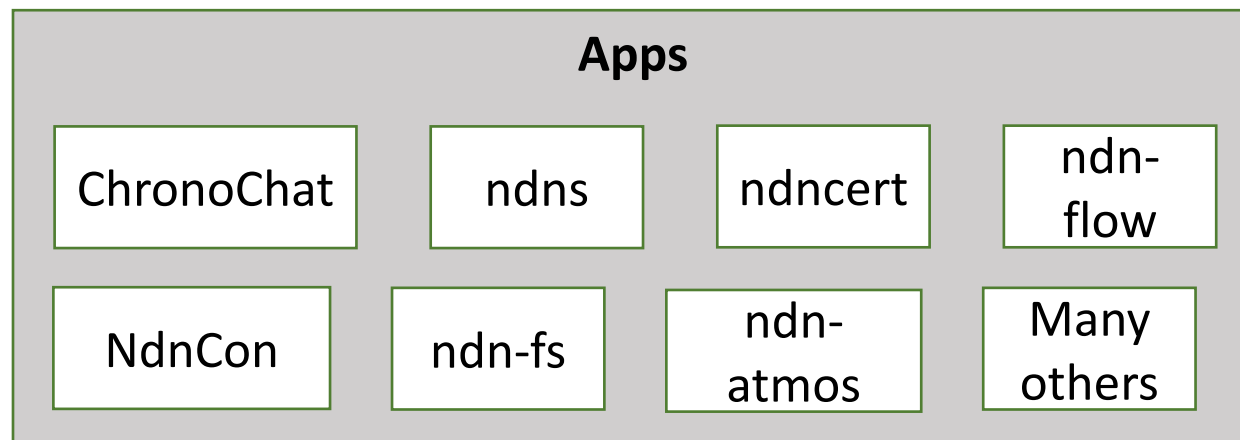 Apps
ChronoChat
ndns
ndncert
ndn-
flow
NdnCon
ndn-fs
ndn-
atmos
Many
others